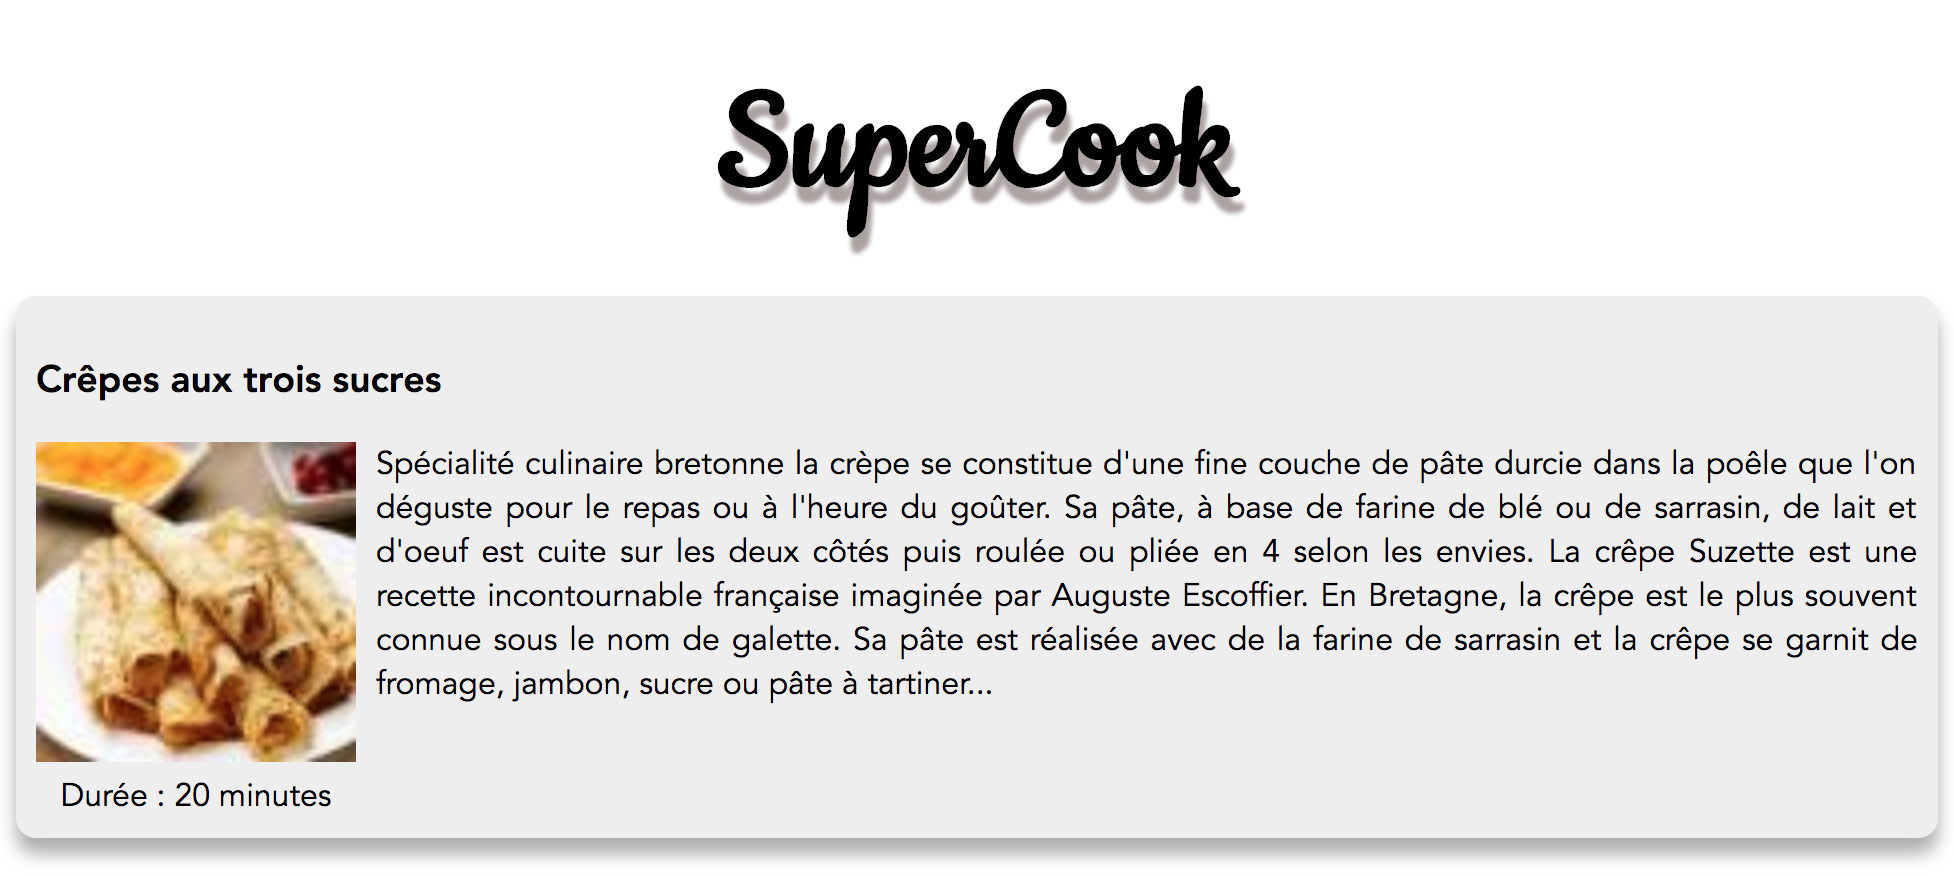 SuperCook
Crêpes aux trois sucres
Spécialité culinaire bretonne la crèpe se constitue d'une fine couche de pâte durcie dans la poêle que l'on
déguste pour le repas ou à l'heure du goûter. Sa pâte, à base de farine de blé ou de sarrasin, de lait et
d'oeuf est cuite sur les deux côtés puis roulée ou pliée en 4 selon les envies. La crêpe Suzette est une
recette incontournable française imaginée par Auguste Escoffier. En Bretagne, la crêpe est le plus souvent
connue sous le nom de galette. Sa pâte est réalisée avec de la farine de sarrasin et la crêpe se garnit de
fromage, jambon, sucre ou pâte à tartiner...
Durée : 20 minutes